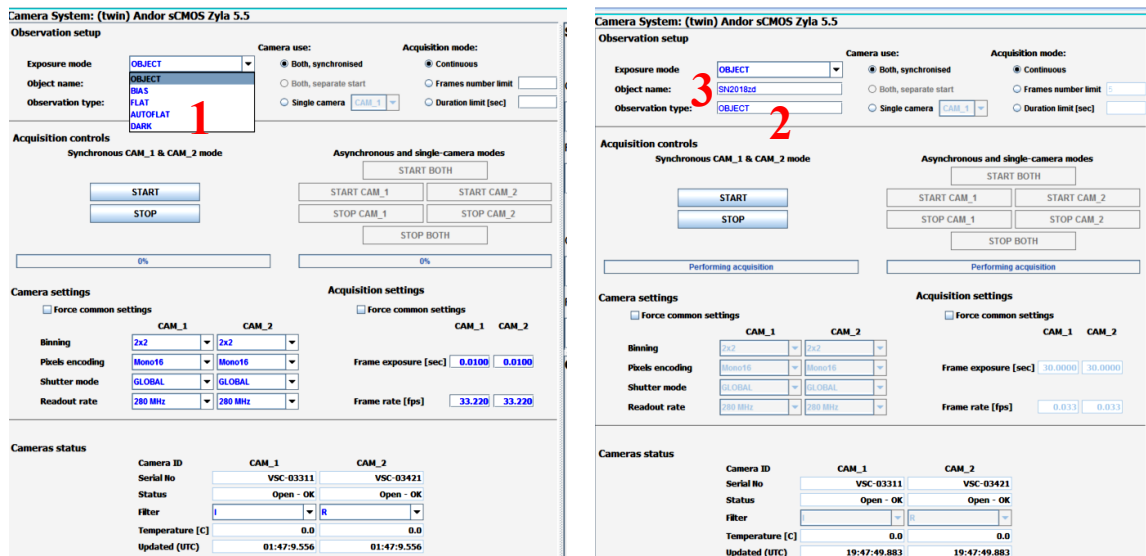 Camera System: (twin) Andor sCMOS Zyla 5.5
Observation setup
Camera use: Acquisition mode:
Exposure mode OBJECT Both, synchronised Continuous
OBJECT
Object name: BIAS Both, separate start Frames number limit
FLAT
Observation type: AUTOFLAT Single camera CAM_1 Duration limit [sec]
DARK
1
Acquisition controls
Synchronous CAM_1 & CAM_2 mode Asynchronous and single-camera modes
START BOTH
START START CAM_1 START CAM_2
STOP STOP CAM_1 STOP CAM_2
STOP BOTH
0% 0%
Camera settings Acquisition settings
Force common settings Force common settings
CAM_1 CAM_2 CAM_1 CAM_2
Binning 2x2 2x2
Pixels encoding Mono16 Mono16 Frame exposure [sec] 0.0100 0.0100
Shutter mode GLOBAL GLOBAL
Readout rate 280 MHz 280 MHz Frame rate [fps] 33.220 33.220
Cameras status
Camera ID CAM_1 CAM_2
Serial No VSC-03311 VSC-03421
Status Open - OK Open - OK
Filter I R
Temperature [C] 0.0 0.0
Updated (UTC) 01:47:9.556 01:47:9.556
Camera System: (twin) Andor sCMOS Zyla 5.5
Observation setup
Camera use: Acquisition mode:
Exposure mode OBJECT Both, synchronised Continuous
Object name: SN2018zd 3 Both, separate start Frames number limit 5
Observation type: OBJECT 2 Single camera CAM_1 Duration limit [sec]
Acquisition controls
Synchronous CAM_1 & CAM_2 mode Asynchronous and single-camera modes
START BOTH
START START CAM_1 START CAM_2
STOP STOP CAM_1 STOP CAM_2
STOP BOTH
Performing acquisition Performing acquisition
Camera settings Acquisition settings
Force common settings Force common settings
CAM_1 CAM_2 CAM_1 CAM_2
Binning 2x2 2x2
Pixels encoding Mono16 Mono16 Frame exposure [sec] 30.0000 30.0000
Shutter mode GLOBAL GLOBAL
Readout rate 280 MHz 280 MHz Frame rate [fps] 0.033 0.033
Cameras status
Camera ID CAM_1 CAM_2
Serial No VSC-03311 VSC-03421
Status Open - OK Open - OK
Filter I R
Temperature [C] 0.0 0.0
Updated (UTC) 19:47:49.883 19:47:49.883